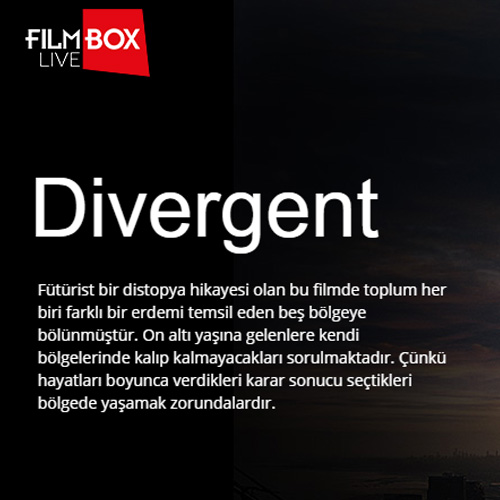 FILMBOX
LIVE
Divergent
Fütürist bir distopya hikayesi olan bu filmde toplum her
biri farklı bir erdemi temsil eden beş bölgeye
bölünmüştür. On altı yaşına gelenlere kendi
bölgelerinde kalıp kalmayacakları sorulmaktadır. Çünkü
hayatları boyunca verdikleri karar sonucu seçtikleri
bölgede yaşamak zorundalardır.